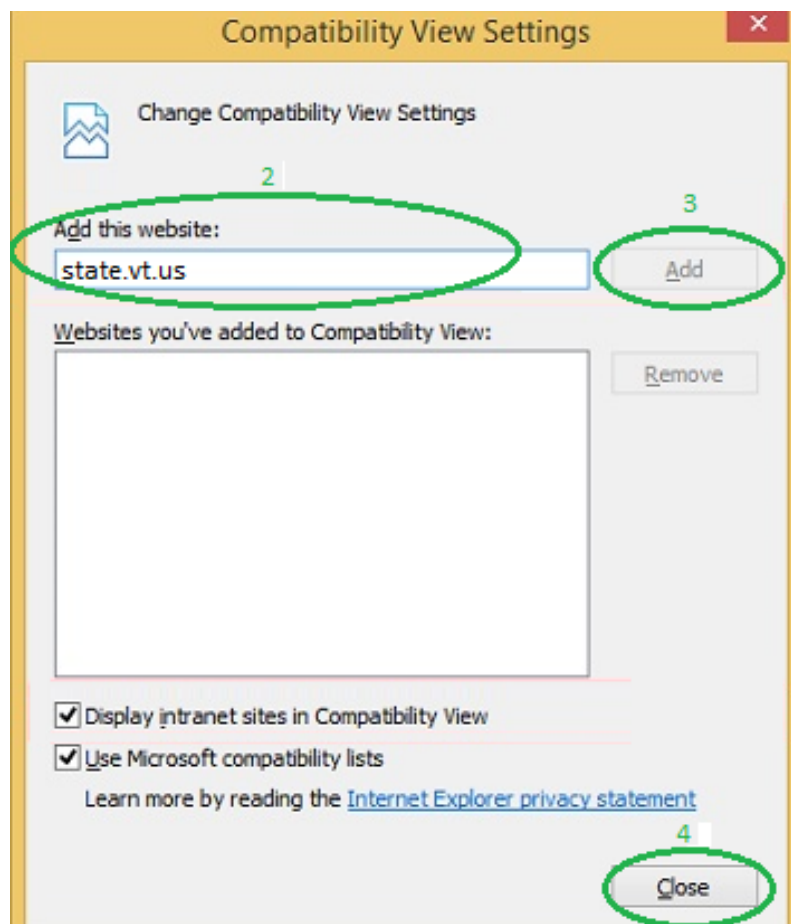 Compatibility View Settings
Change Compatibility View Settings
2
3
Add this website:
state.vt.us
Add
Websites you've added to Compatibility View:
Remove
Display intranet sites in Compatibility View
Use Microsoft compatibility lists
Learn more by reading the Internet Explorer privacy statement
4
Close